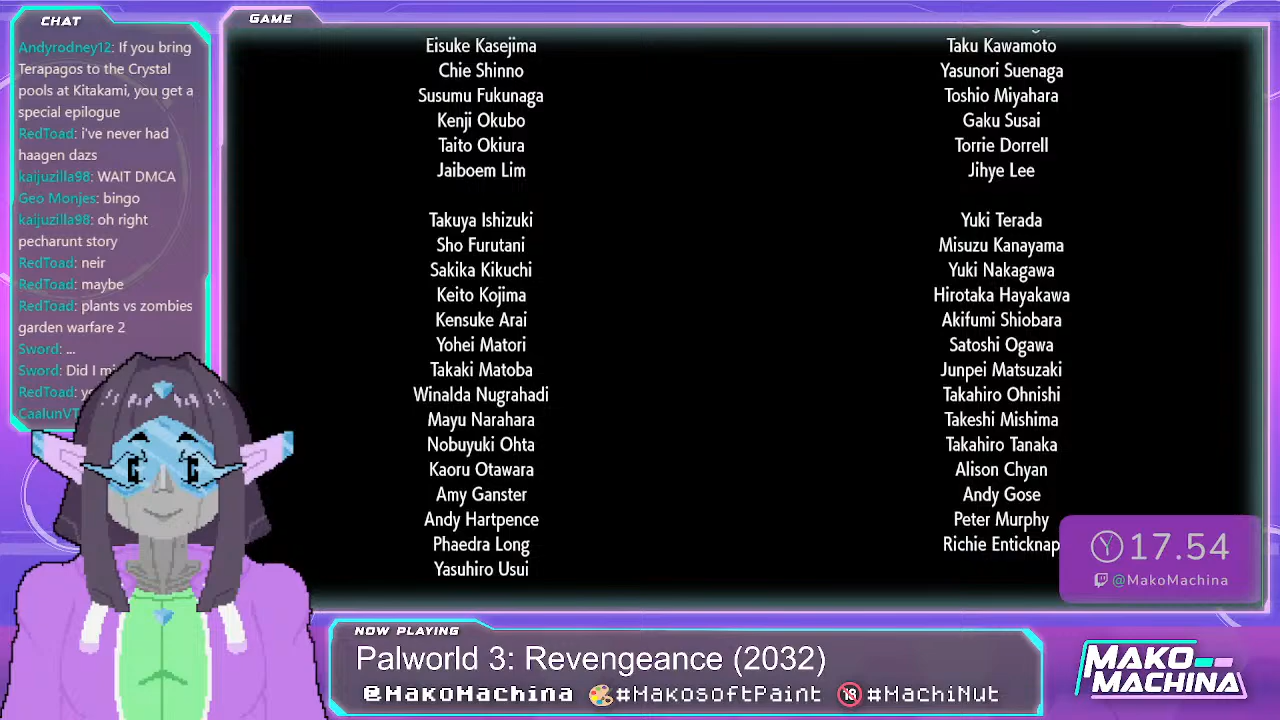 CHAT
GAME
Andyrodney12: If you bring
Terapagos to the Crystal
pools at Kitakami, you get a
special epilogue
RedToad: i've never had
haagen dazs
kaijuzilla98: WAIT DMCA
Geo Monjes: bingo
kaijuzilla98: oh right
pecharunt story
RedToad: neir
RedToad: maybe
RedToad: plants vs zombies
garden warfare 2
Sword: ...
Sword: Did I
RedToad:
Eisuke Kasejima
Chie Shinno
Susumu Fukunaga
Kenji Okubo
Taito Okiura
Jaiboem Lim
Takuya Ishizuki
Sho Furutani
Sakika Kikuchi
Keito Kojima
Kensuke Arai
Yohei Matori
Takaki Matoba
Winalda Nugrahadi
Mayu Narahara
Nobuyuki Ohta
Kaoru Otawara
Amy Ganster
Andy Hartpence
Phaedra Long
Yasuhiro Usui
Taku Kawamoto
Yasunori Suenaga
Toshio Miyahara
Gaku Susai
Torrie Dorrell
Jihye Lee
Yuki Terada
Misuzu Kanayama
Yuki Nakagawa
Hirotaka Hayakawa
Akifumi Shiobara
Satoshi Ogawa
Junpei Matsuzaki
Takahiro Ohnishi
Takeshi Mishima
Takahiro Tanaka
Alison Chyan
Andy Gose
Peter Murphy
Richie Enticknap
17.54
@MakoMachina
NOW PLAYING
Palworld 3: Revengeance (2032)
@MakoMachina #MakosoftPaint 18 #MachiNut
MAKO
MACHINA